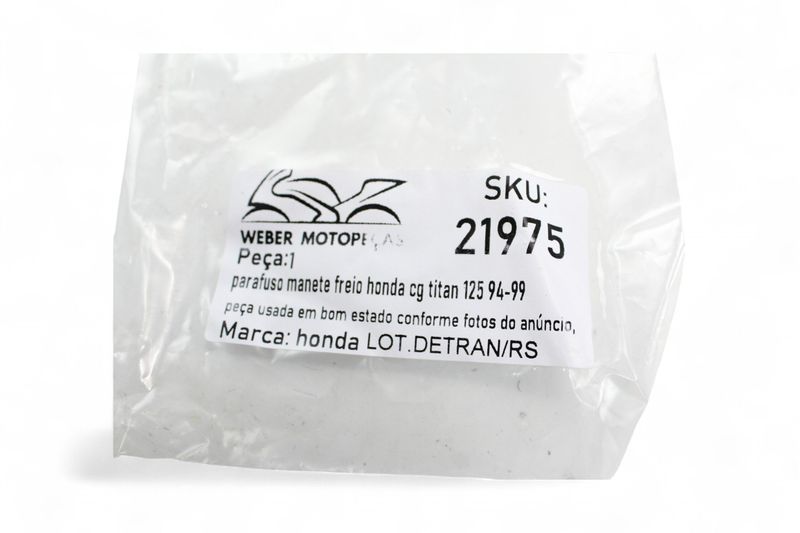 WEBER MOTOPEÇAS
SKU:
21975
Peça:1
parafuso manete freio honda cg titan 125 94-99
peça usada em bom estado conforme fotos do anúncio,
Marca: honda LOT.DETRAN/RS